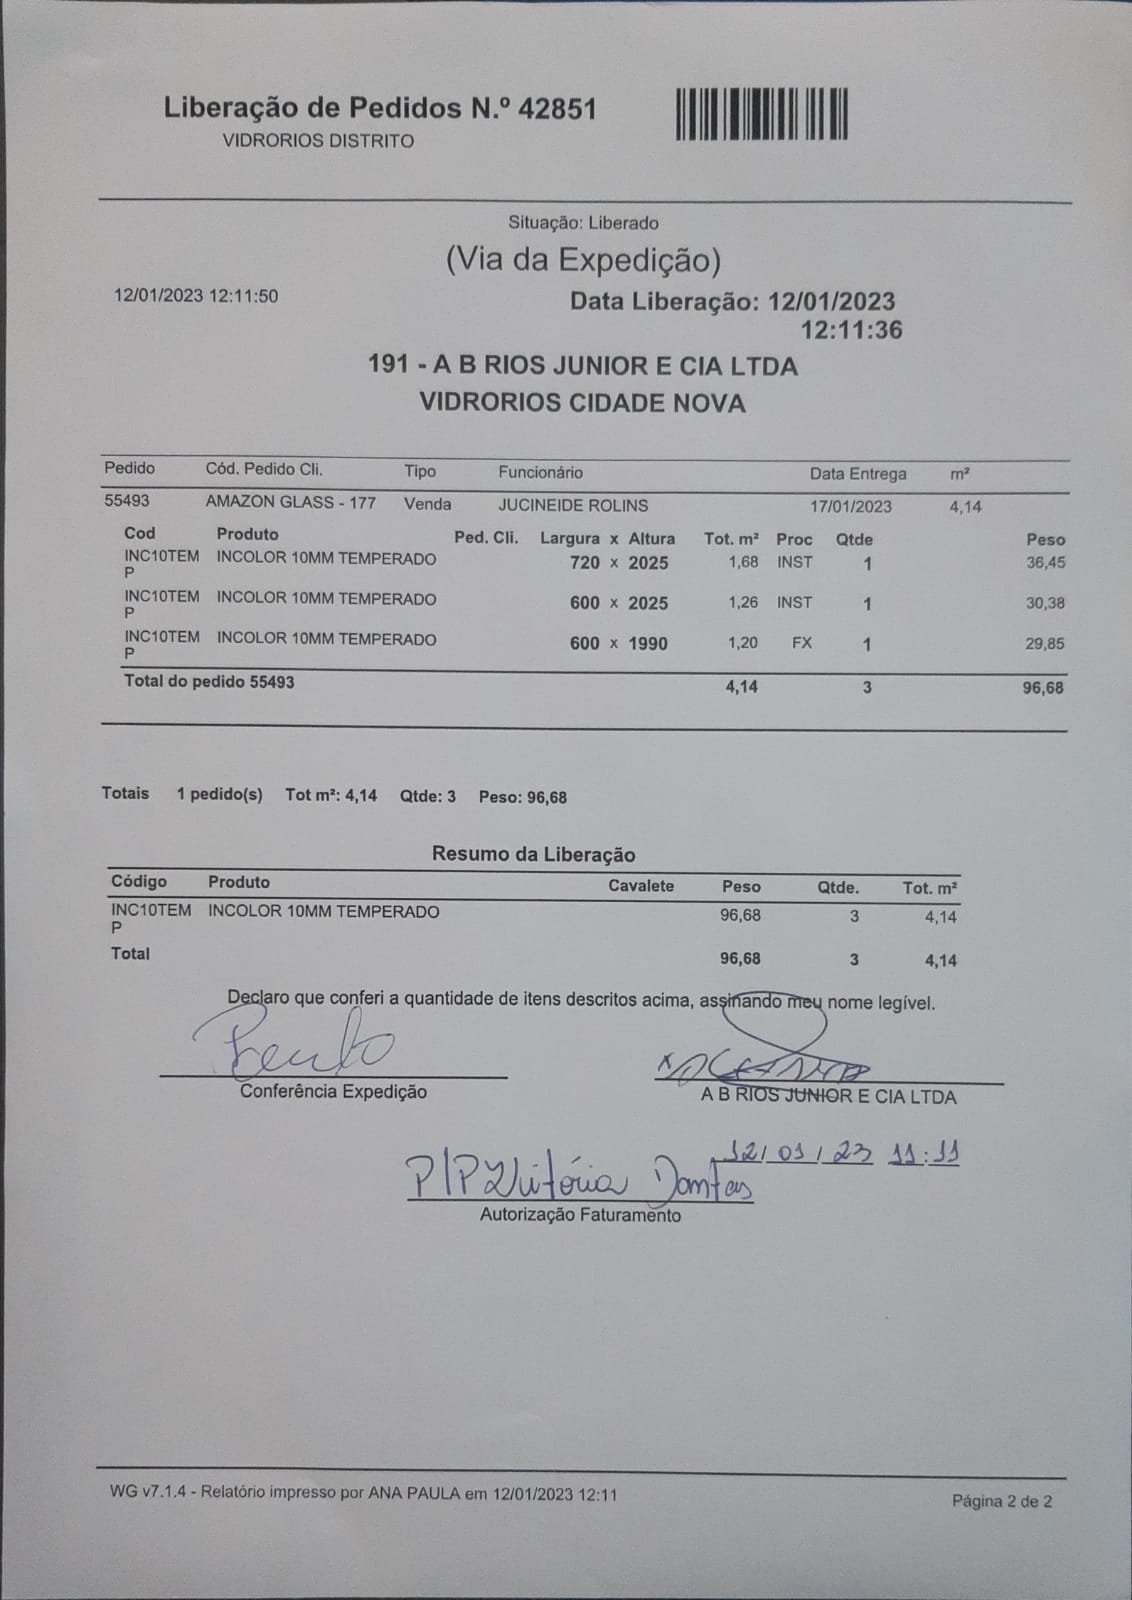 Liberação de Pedidos N.º 42851
VIDRORIOS DISTRITO
Situação: Liberado
(Via da Expedição)
12/01/2023 12:11:50
Data Liberação: 12/01/2023
12:11:36
191 - A B RIOS JUNIOR E CIA LTDA
VIDRORIOS CIDADE NOVA
Pedido Cód. Pedido Cli. Tipo Funcionário Data Entrega m²
55493 AMAZON GLASS - 177 Venda JUCINEIDE ROLINS 17/01/2023 4,14
Cod Produto Ped. Cli. Largura x Altura Tot. m² Proc Qtde Peso
INC10TEM INCOLOR 10MM TEMPERADO 720 x 2025 1,68 INST 1 36,45
P
INC10TEM INCOLOR 10MM TEMPERADO 600 x 2025 1,26 INST 1 30,38
P
INC10TEM INCOLOR 10MM TEMPERADO 600 x 1990 1,20 FX 1 29,85
P
Total do pedido 55493 4,14 3 96,68
Totais 1 pedido(s) Tot m²: 4,14 Qtde: 3 Peso: 96,68
Resumo da Liberação
Código Produto Cavalete Peso Qtde. Tot. m²
INC10TEM INCOLOR 10MM TEMPERADO 96,68 3 4,14
P
Total 96,68 3 4,14
Declaro que conferi a quantidade de itens descritos acima, assinando meu nome legível.
Conferência Expedição
A B RIOS JUNIOR E CIA LTDA
12/01/23 11:11
P/P Vitória Dantas
Autorização Faturamento
WG v7.1.4 - Relatório impresso por ANA PAULA em 12/01/2023 12:11
Página 2 de 2